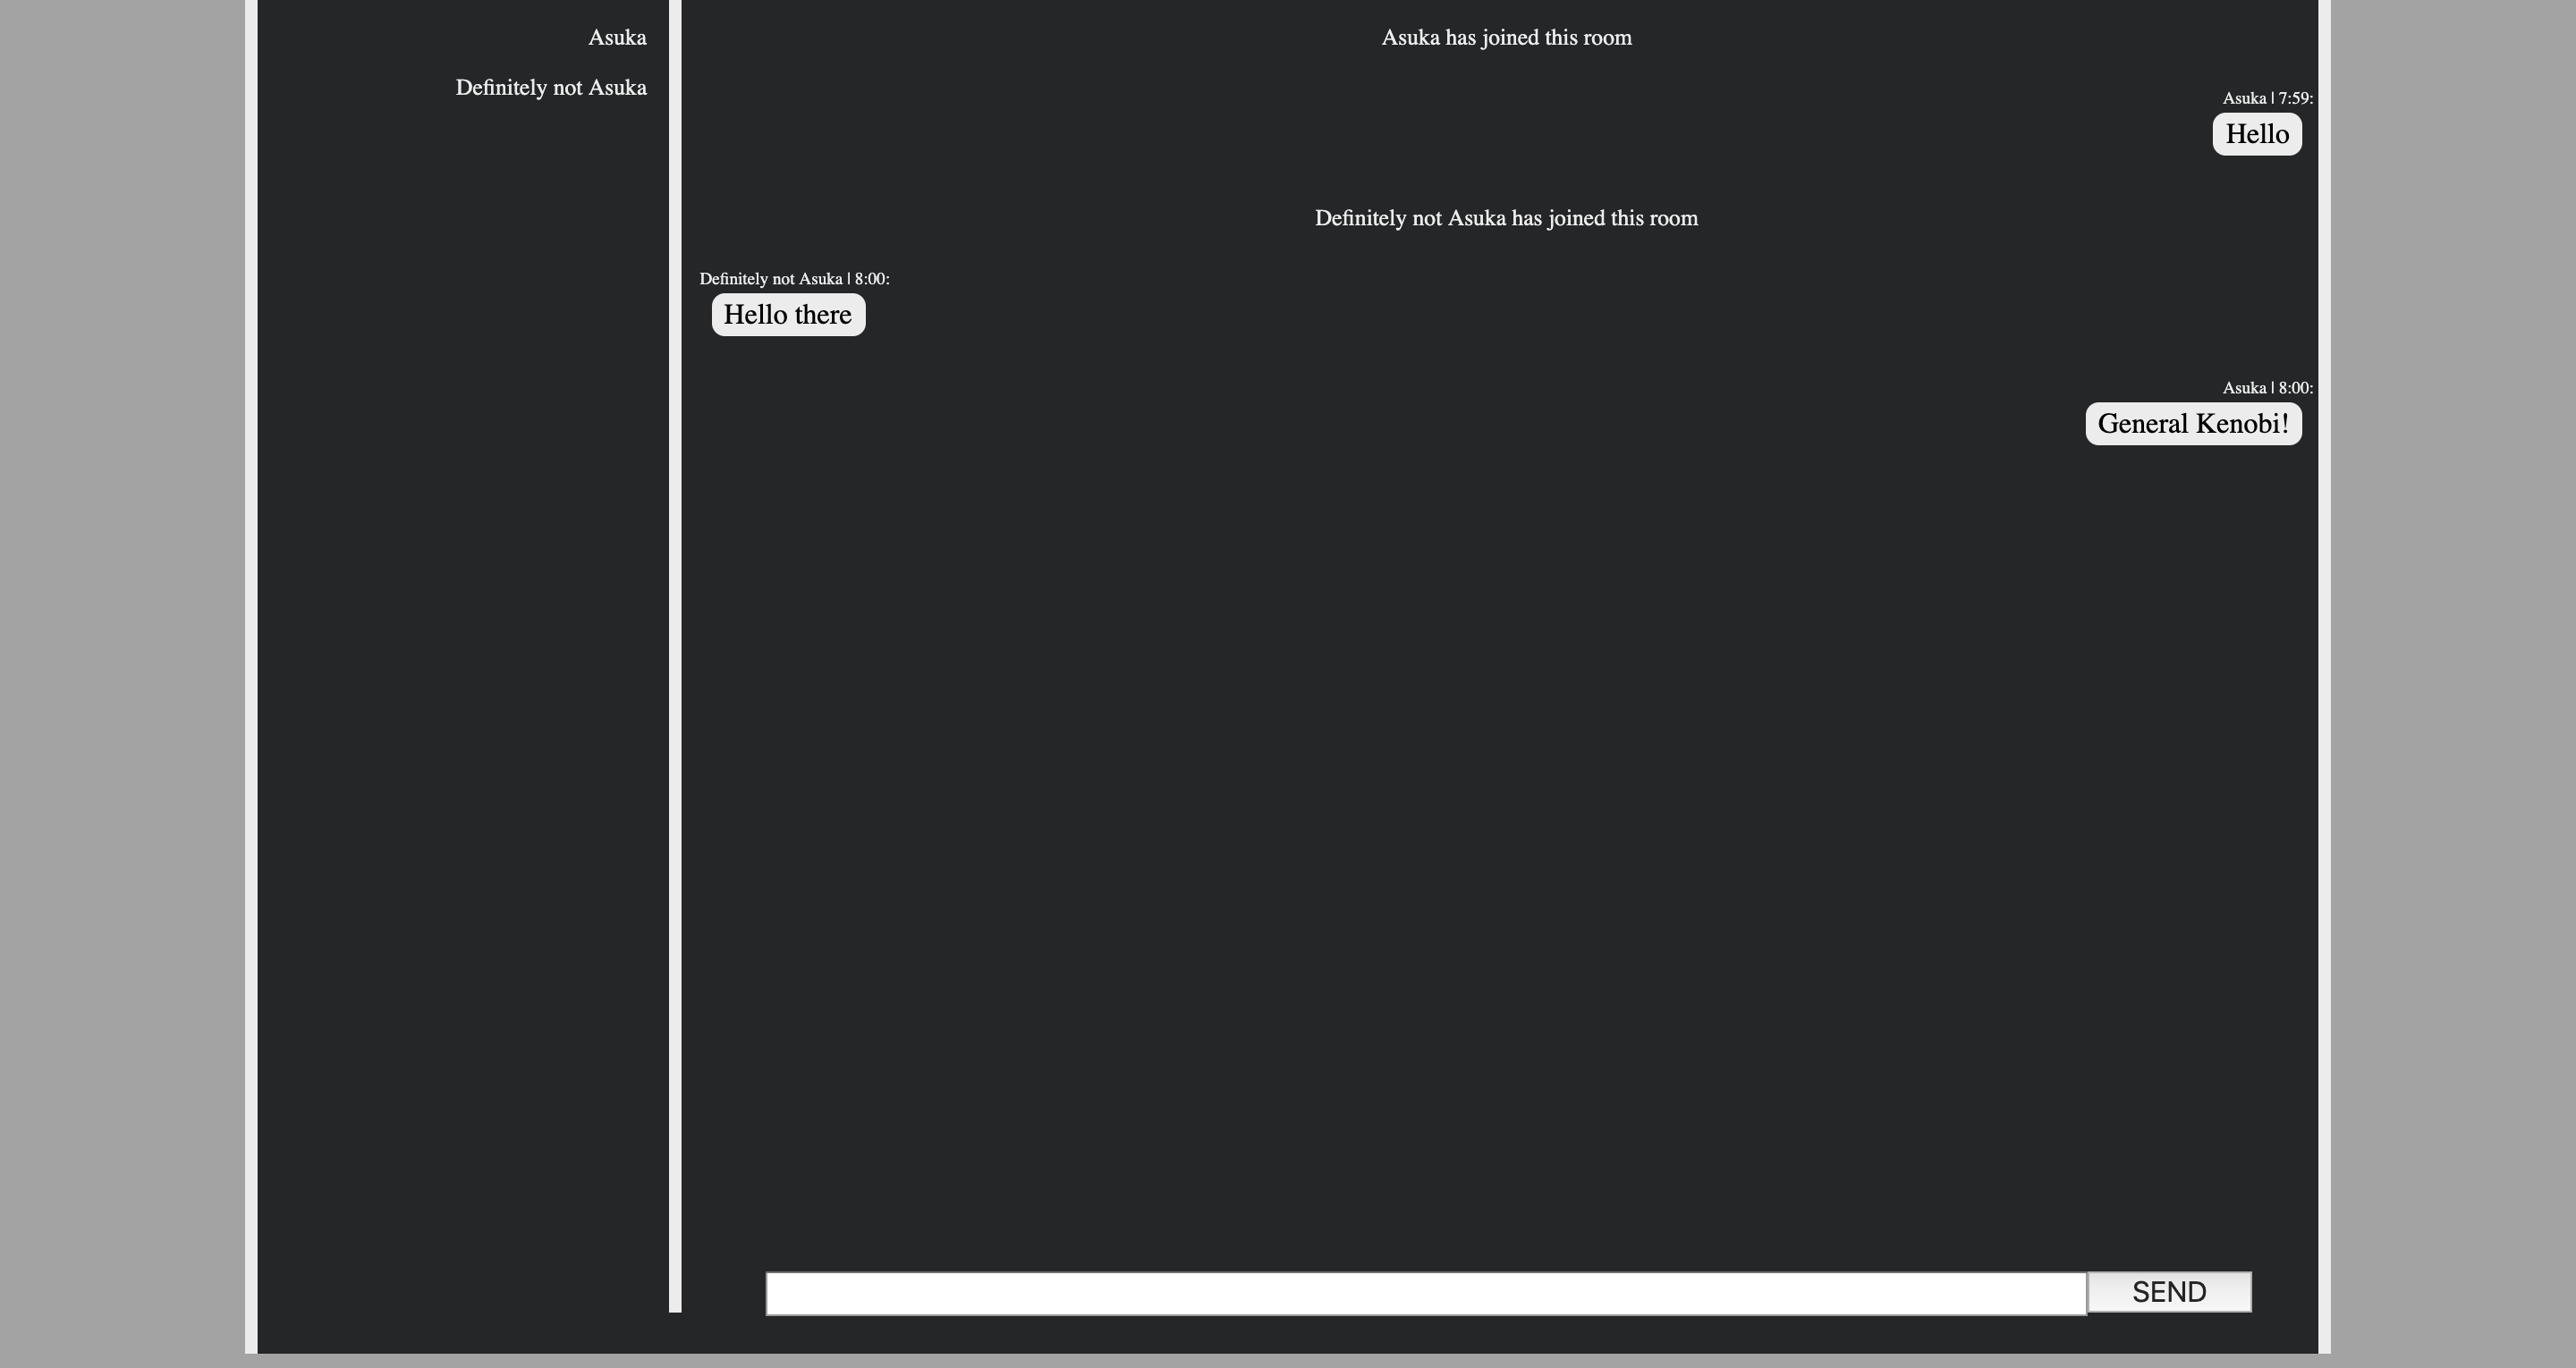 Asuka
Definitely not Asuka
Asuka has joined this room
Asuka | 7:59:
Hello
Definitely not Asuka has joined this room
Definitely not Asuka | 8:00:
Hello there
Asuka | 8:00:
General Kenobi!
SEND